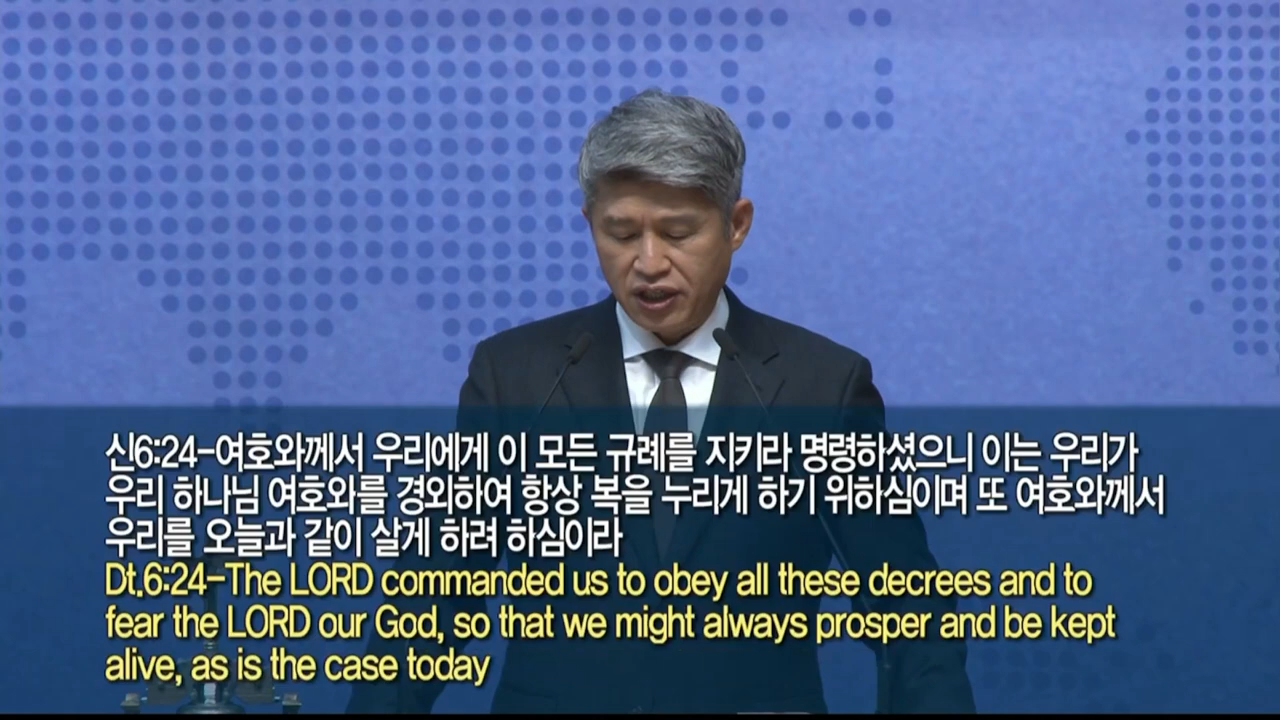 신6:24-여호와께서 우리에게 이 모든 규례를 지키라 명령하셨으니 이는 우리가
우리 하나님 여호와를 경외하여 항상 복을 누리게 하기 위하심이며 또 여호와께서
우리를 오늘과 같이 살게 하려 하심이라
Dt.6:24-The LORD commanded us to obey all these decrees and to
fear the LORD our God, so that we might always prosper and be kept
alive, as is the case today